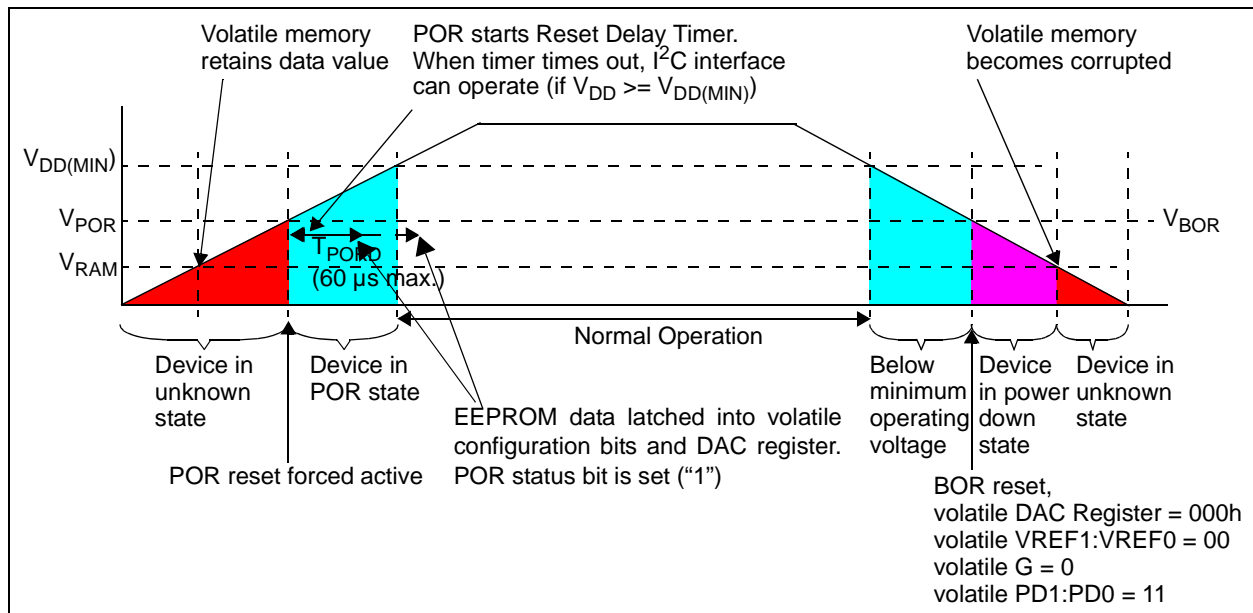 Volatile memory
retains data value
POR starts Reset Delay Timer.
When timer times out, I²C interface
can operate (if VDD >= VDD(MIN))
Volatile memory
becomes corrupted
VDD(MIN)
VPOR
VBOR
VRAM
TPORD
(60 µs max.)
Normal Operation
Device in
unknown
state
Device in
POR state
Below
minimum
operating
voltage
Device
in power
down
state
Device in
unknown
state
POR reset forced active
EEPROM data latched into volatile
configuration bits and DAC register.
POR status bit is set (“1”)
BOR reset,
volatile DAC Register = 000h
volatile VREF1:VREF0 = 00
volatile G = 0
volatile PD1:PD0 = 11